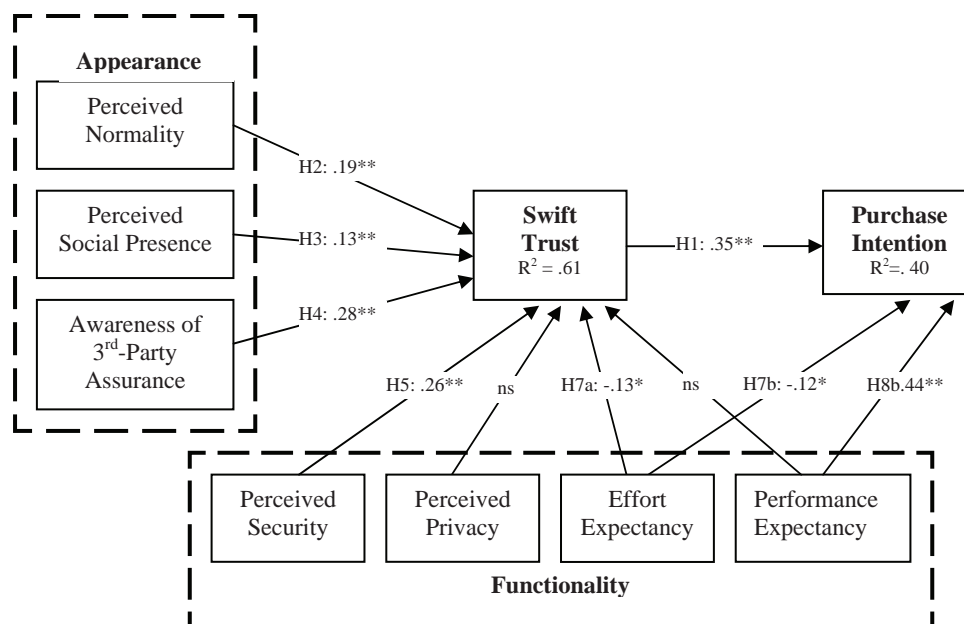 Appearance
Perceived
Normality
H2: .19**
Perceived
Social Presence
H3: .13**
Swift
Trust
R² = .61
H1: .35**
Purchase
Intention
R²=. 40
Awareness of
3rd-Party
Assurance
H4: .28**
H5: .26**
ns
H7a: -.13*
ns
H7b: -.12*
H8b.44**
Perceived
Security
Perceived
Privacy
Effort
Expectancy
Performance
Expectancy
Functionality